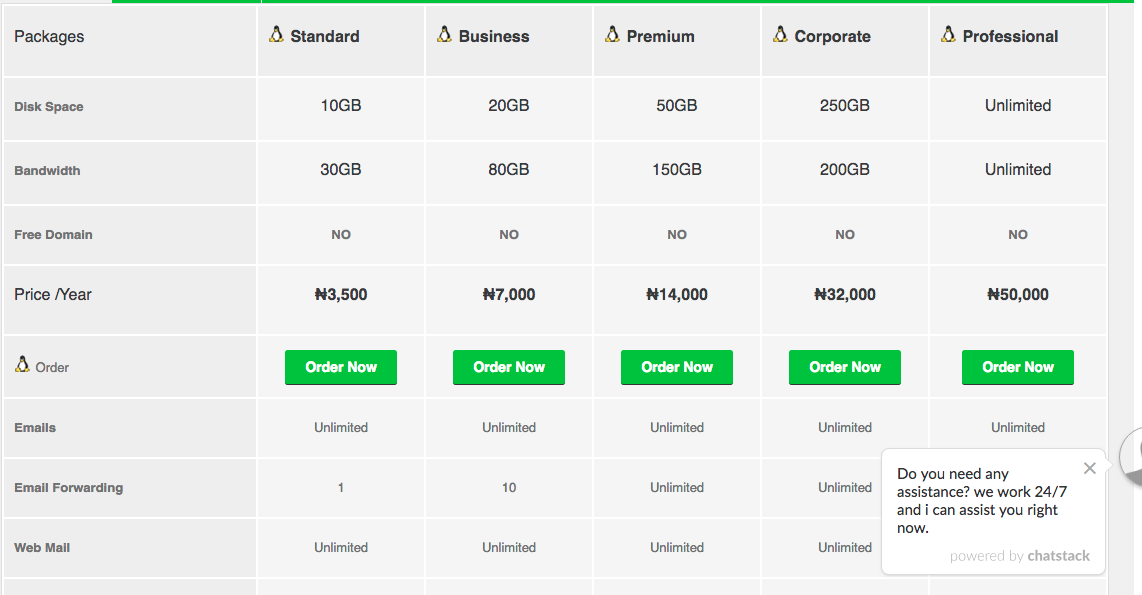 Packages Standard Business Premium Corporate Professional
Disk Space 10GB 20GB 50GB 250GB Unlimited
Bandwidth 30GB 80GB 150GB 200GB Unlimited
Free Domain NO NO NO NO NO
Price /Year ₦3,500 ₦7,000 ₦14,000 ₦32,000 ₦50,000
Order Order Now Order Now Order Now Order Now Order Now
Emails Unlimited Unlimited Unlimited Unlimited Unlimited
Email Forwarding 1 10 Unlimited Unlimited
Web Mail Unlimited Unlimited Unlimited Unlimited
Do you need any
assistance? we work 24/7
and i can assist you right
now.
powered by chatstack